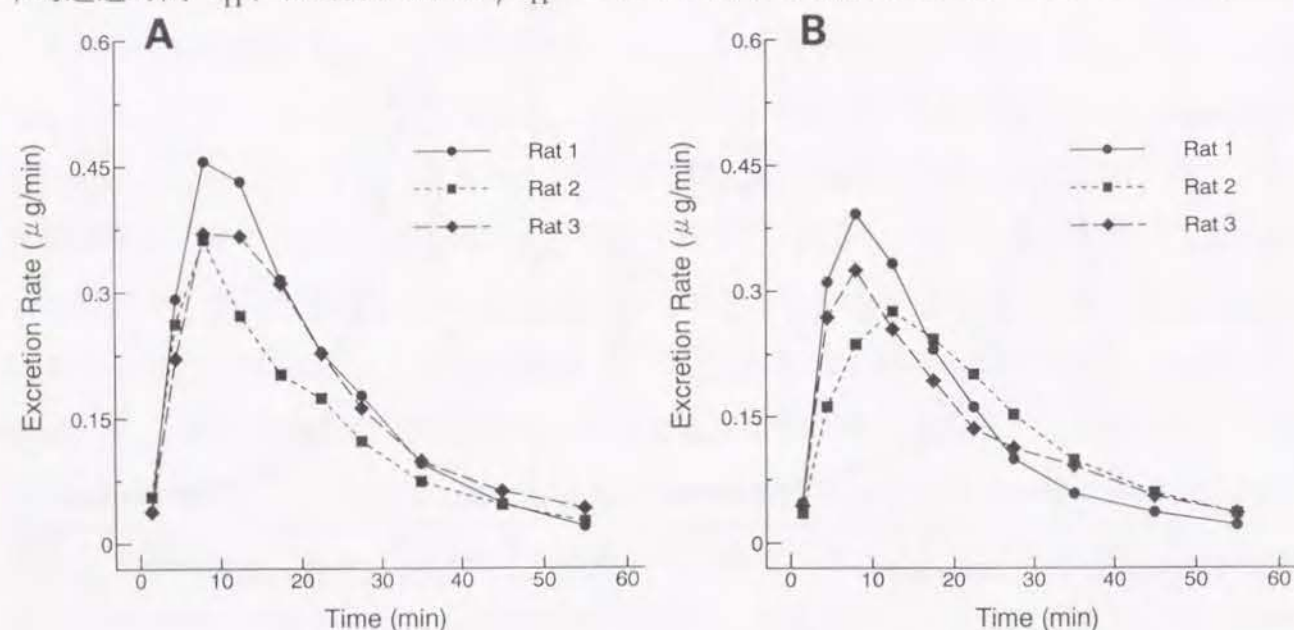 A
B
0.6
0.45
0.3
0.15
0
Excretion Rate (μg/min)
Rat 1
Rat 2
Rat 3
0 10 20 30 40 50 60
Time (min)
0.6
0.45
0.3
0.15
0
Excretion Rate (μg/min)
Rat 1
Rat 2
Rat 3
0 10 20 30 40 50 60
Time (min)